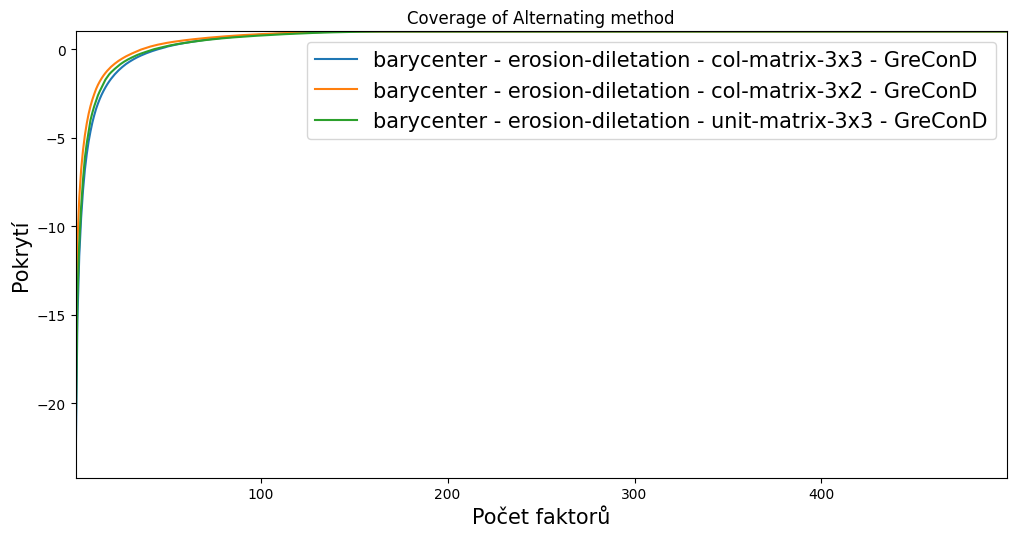 Coverage of Alternating method
0
−5
−10
−15
−20
Pokrytí
barycenter - erosion-diletation - col-matrix-3x3 - GreConD
barycenter - erosion-diletation - col-matrix-3x2 - GreConD
barycenter - erosion-diletation - unit-matrix-3x3 - GreConD
100
200
300
400
Počet faktorů